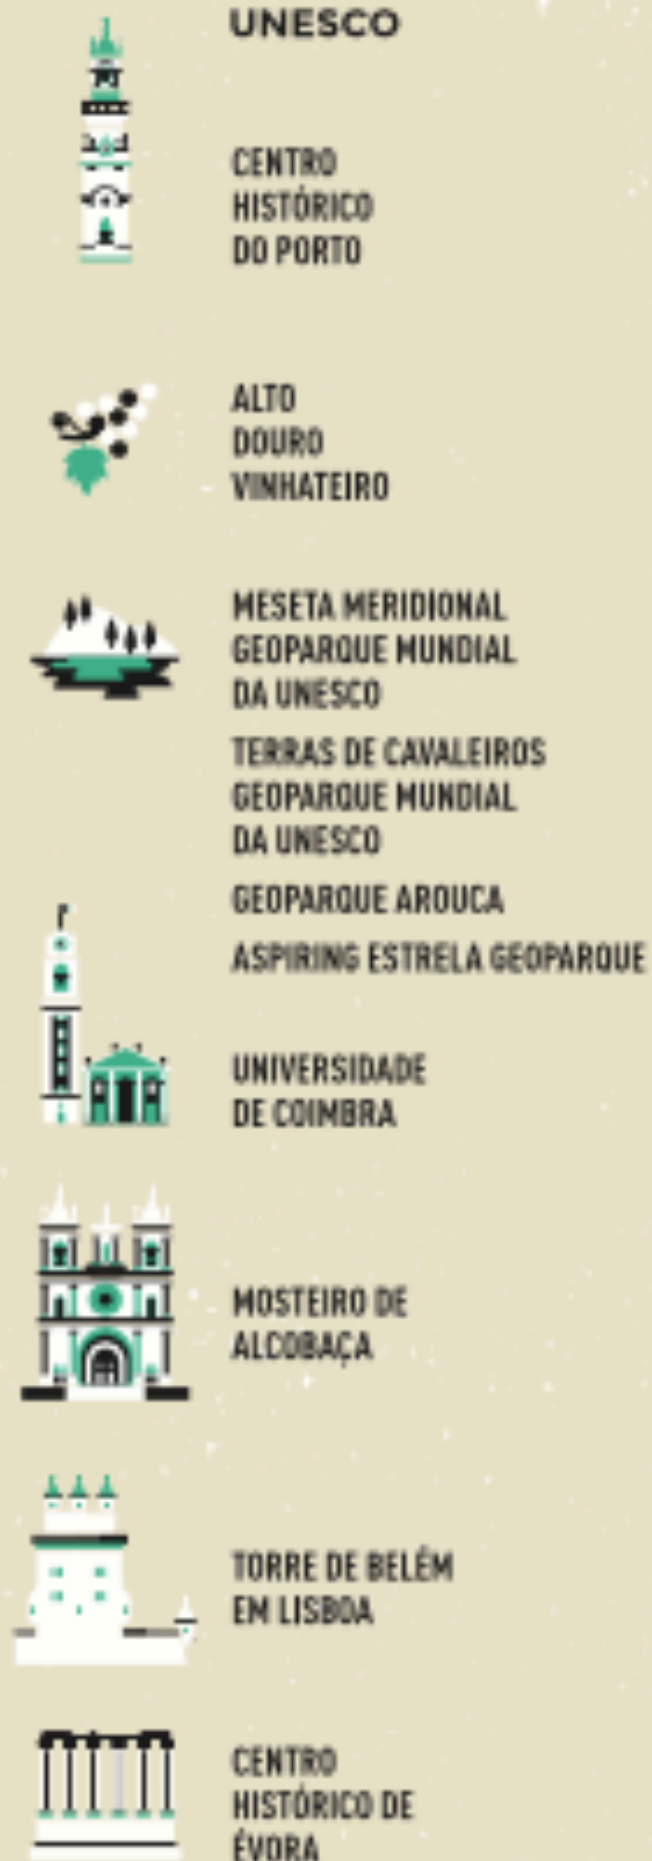 UNESCO
CENTRO
HISTÓRICO
DO PORTO
ALTO
DOURO
VINHATEIRO
MESETA MERIDIONAL
GEOPARQUE MUNDIAL
DA UNESCO
TERRAS DE CAVALEIROS
GEOPARQUE MUNDIAL
DA UNESCO
GEOPARQUE AROUCA
ASPIRING ESTRELA GEOPARQUE
UNIVERSIDADE
DE COIMBRA
MOSTEIRO DE
ALCOBAÇA
TORRE DE BELÉM
EM LISBOA
CENTRO
HISTÓRICO DE
ÉVORA